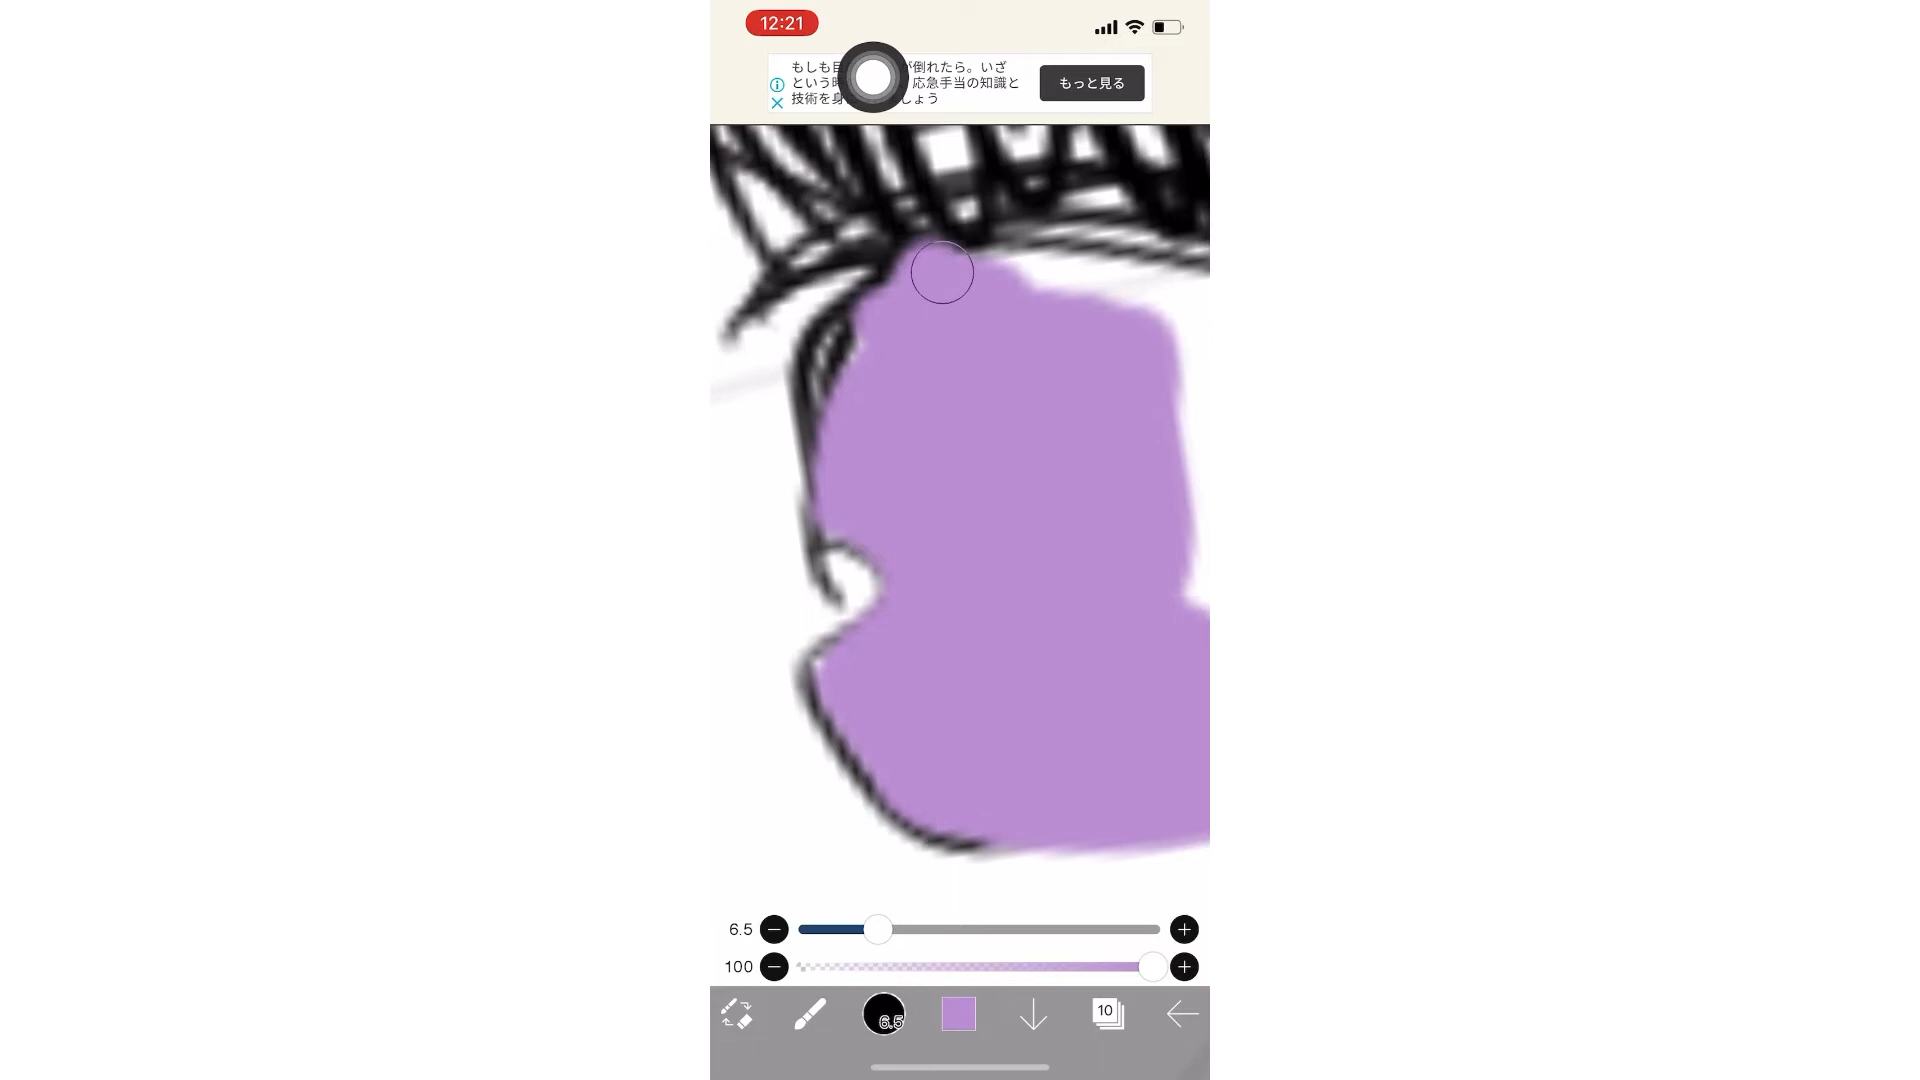 12:21
もしも目 が倒れたら。いざ
という時 応急手当の知識と
技術を身 しょう
もっと見る
6.5
100
6.5
10